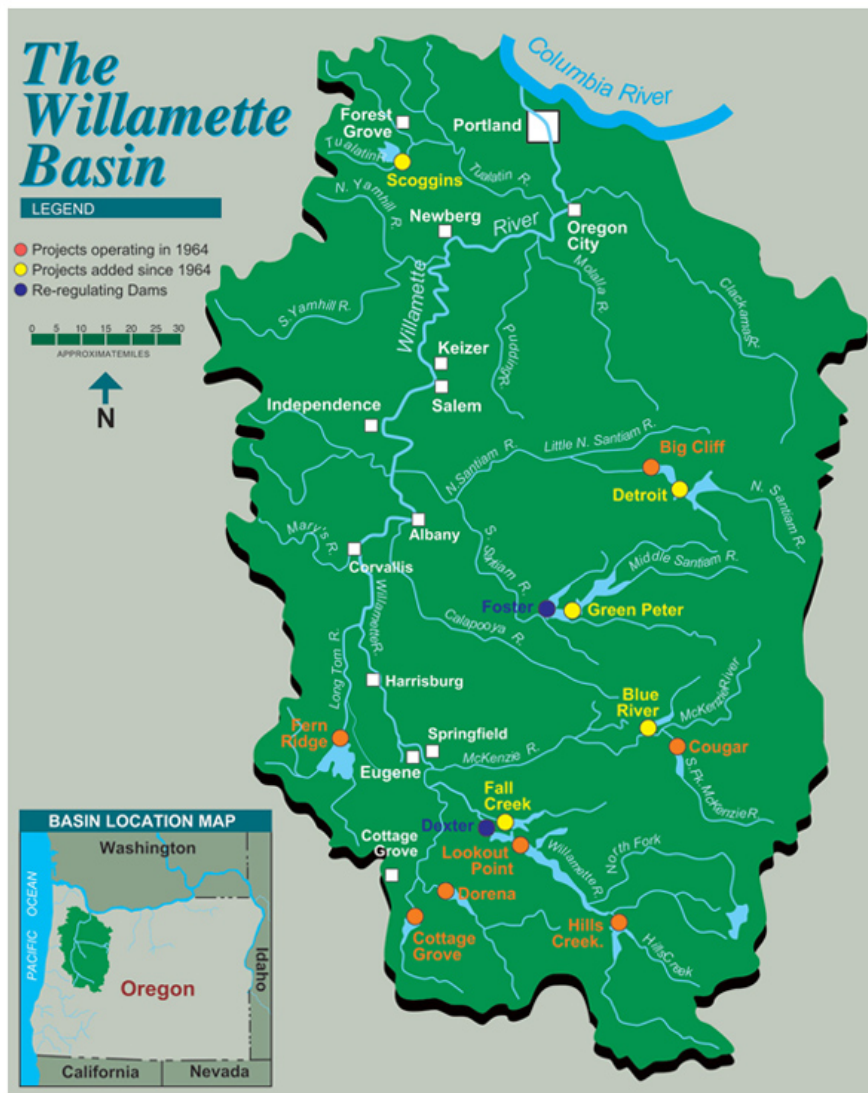 The
Willamette
Basin
LEGEND
Projects operating in 1964
Projects added since 1964
Re-regulating Dams
0 5 10 15 20 25 30
APPROXIMATEMILES
N
Columbia River
Forest
Grove
Portland
Tualatin R.
Scoggins
Tualatin R.
N. Yamhill R.
Newberg
River
Oregon
City
Willamette
Molalla R.
Clackamas R.
S. Yamhill R.
Pudding R.
Keizer
Salem
Independence
Little N. Santiam R.
Big Cliff
N. Santiam R.
Detroit
N. Santiam R.
Albany
Mary's R.
S. Santiam R.
Corvallis
Middle Santiam R.
Willamette R.
Foster
Green Peter
Calapooya R.
Long Tom R.
Harrisburg
Blue
River
McKenzie River
Fern
Ridge
Springfield
Cougar
McKenzie R.
Eugene
S. Fk. McKenzie R.
Fall
Creek
Dexter
Cottage
Grove
Lookout
Point
Willamette R.
North Fork
Dorena
Cottage
Grove
Hills
Creek.
Hills Creek
BASIN LOCATION MAP
Washington
PACIFIC OCEAN
Idaho
Oregon
California
Nevada